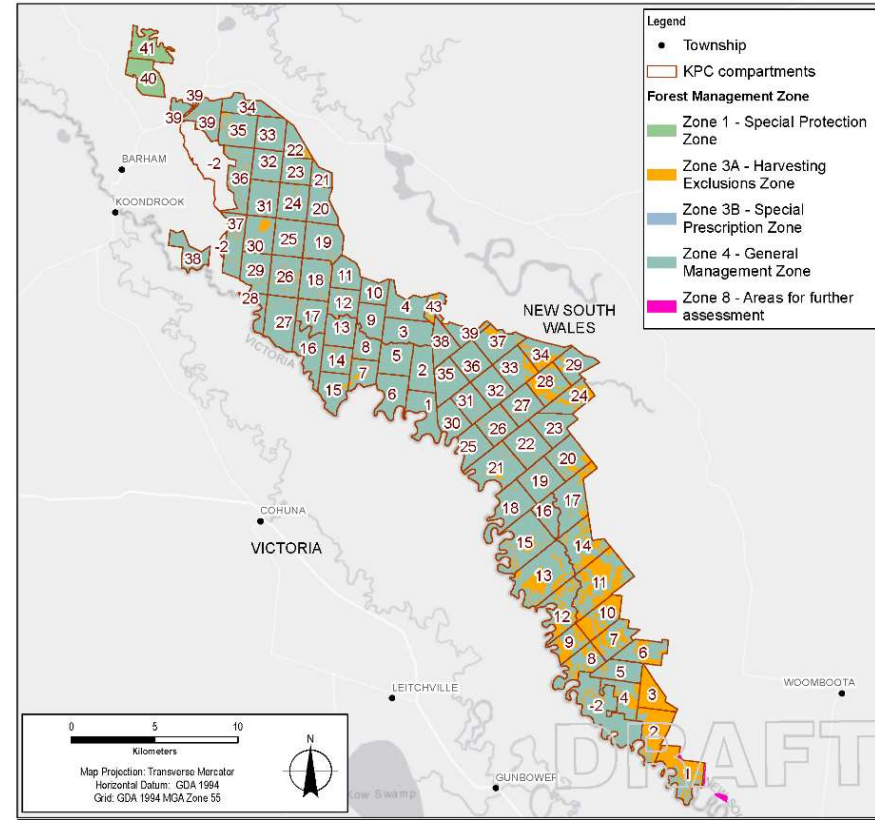 Legend
Township
KPC compartments
Forest Management Zone
Zone 1 - Special Protection
Zone
Zone 3A - Harvesting
Exclusions Zone
Zone 3B - Special
Prescription Zone
Zone 4 - General
Management Zone
Zone 8 - Areas for further
assessment
41
40
39
34
39
39
35
33
22
BARHAM
-2
32
23
21
36
KOONDROOK
31
24
20
37
-2
30
25
19
38
29
26
18
11
28
10
12
4
43
NEW SOUTH
WALES
27
17
13
9
3
38
39
37
VICTORIA
16
8
5
34
29
14
7
2
35
36
33
28
15
6
1
31
32
27
24
30
26
23
25
22
20
21
19
17
18
16
COHUNA
VICTORIA
15
14
13
11
12
10
9
7
8
6
5
WOOMBOOTA
LEITCHVILLE
-2
4
3
2
DRAFT
1
GUNBOWER
0 5 10
Kilometers
N
Map Projection: Transverse Mercator
Horizontal Datum: GDA 1994
Grid: GDA 1994 MGA Zone 55